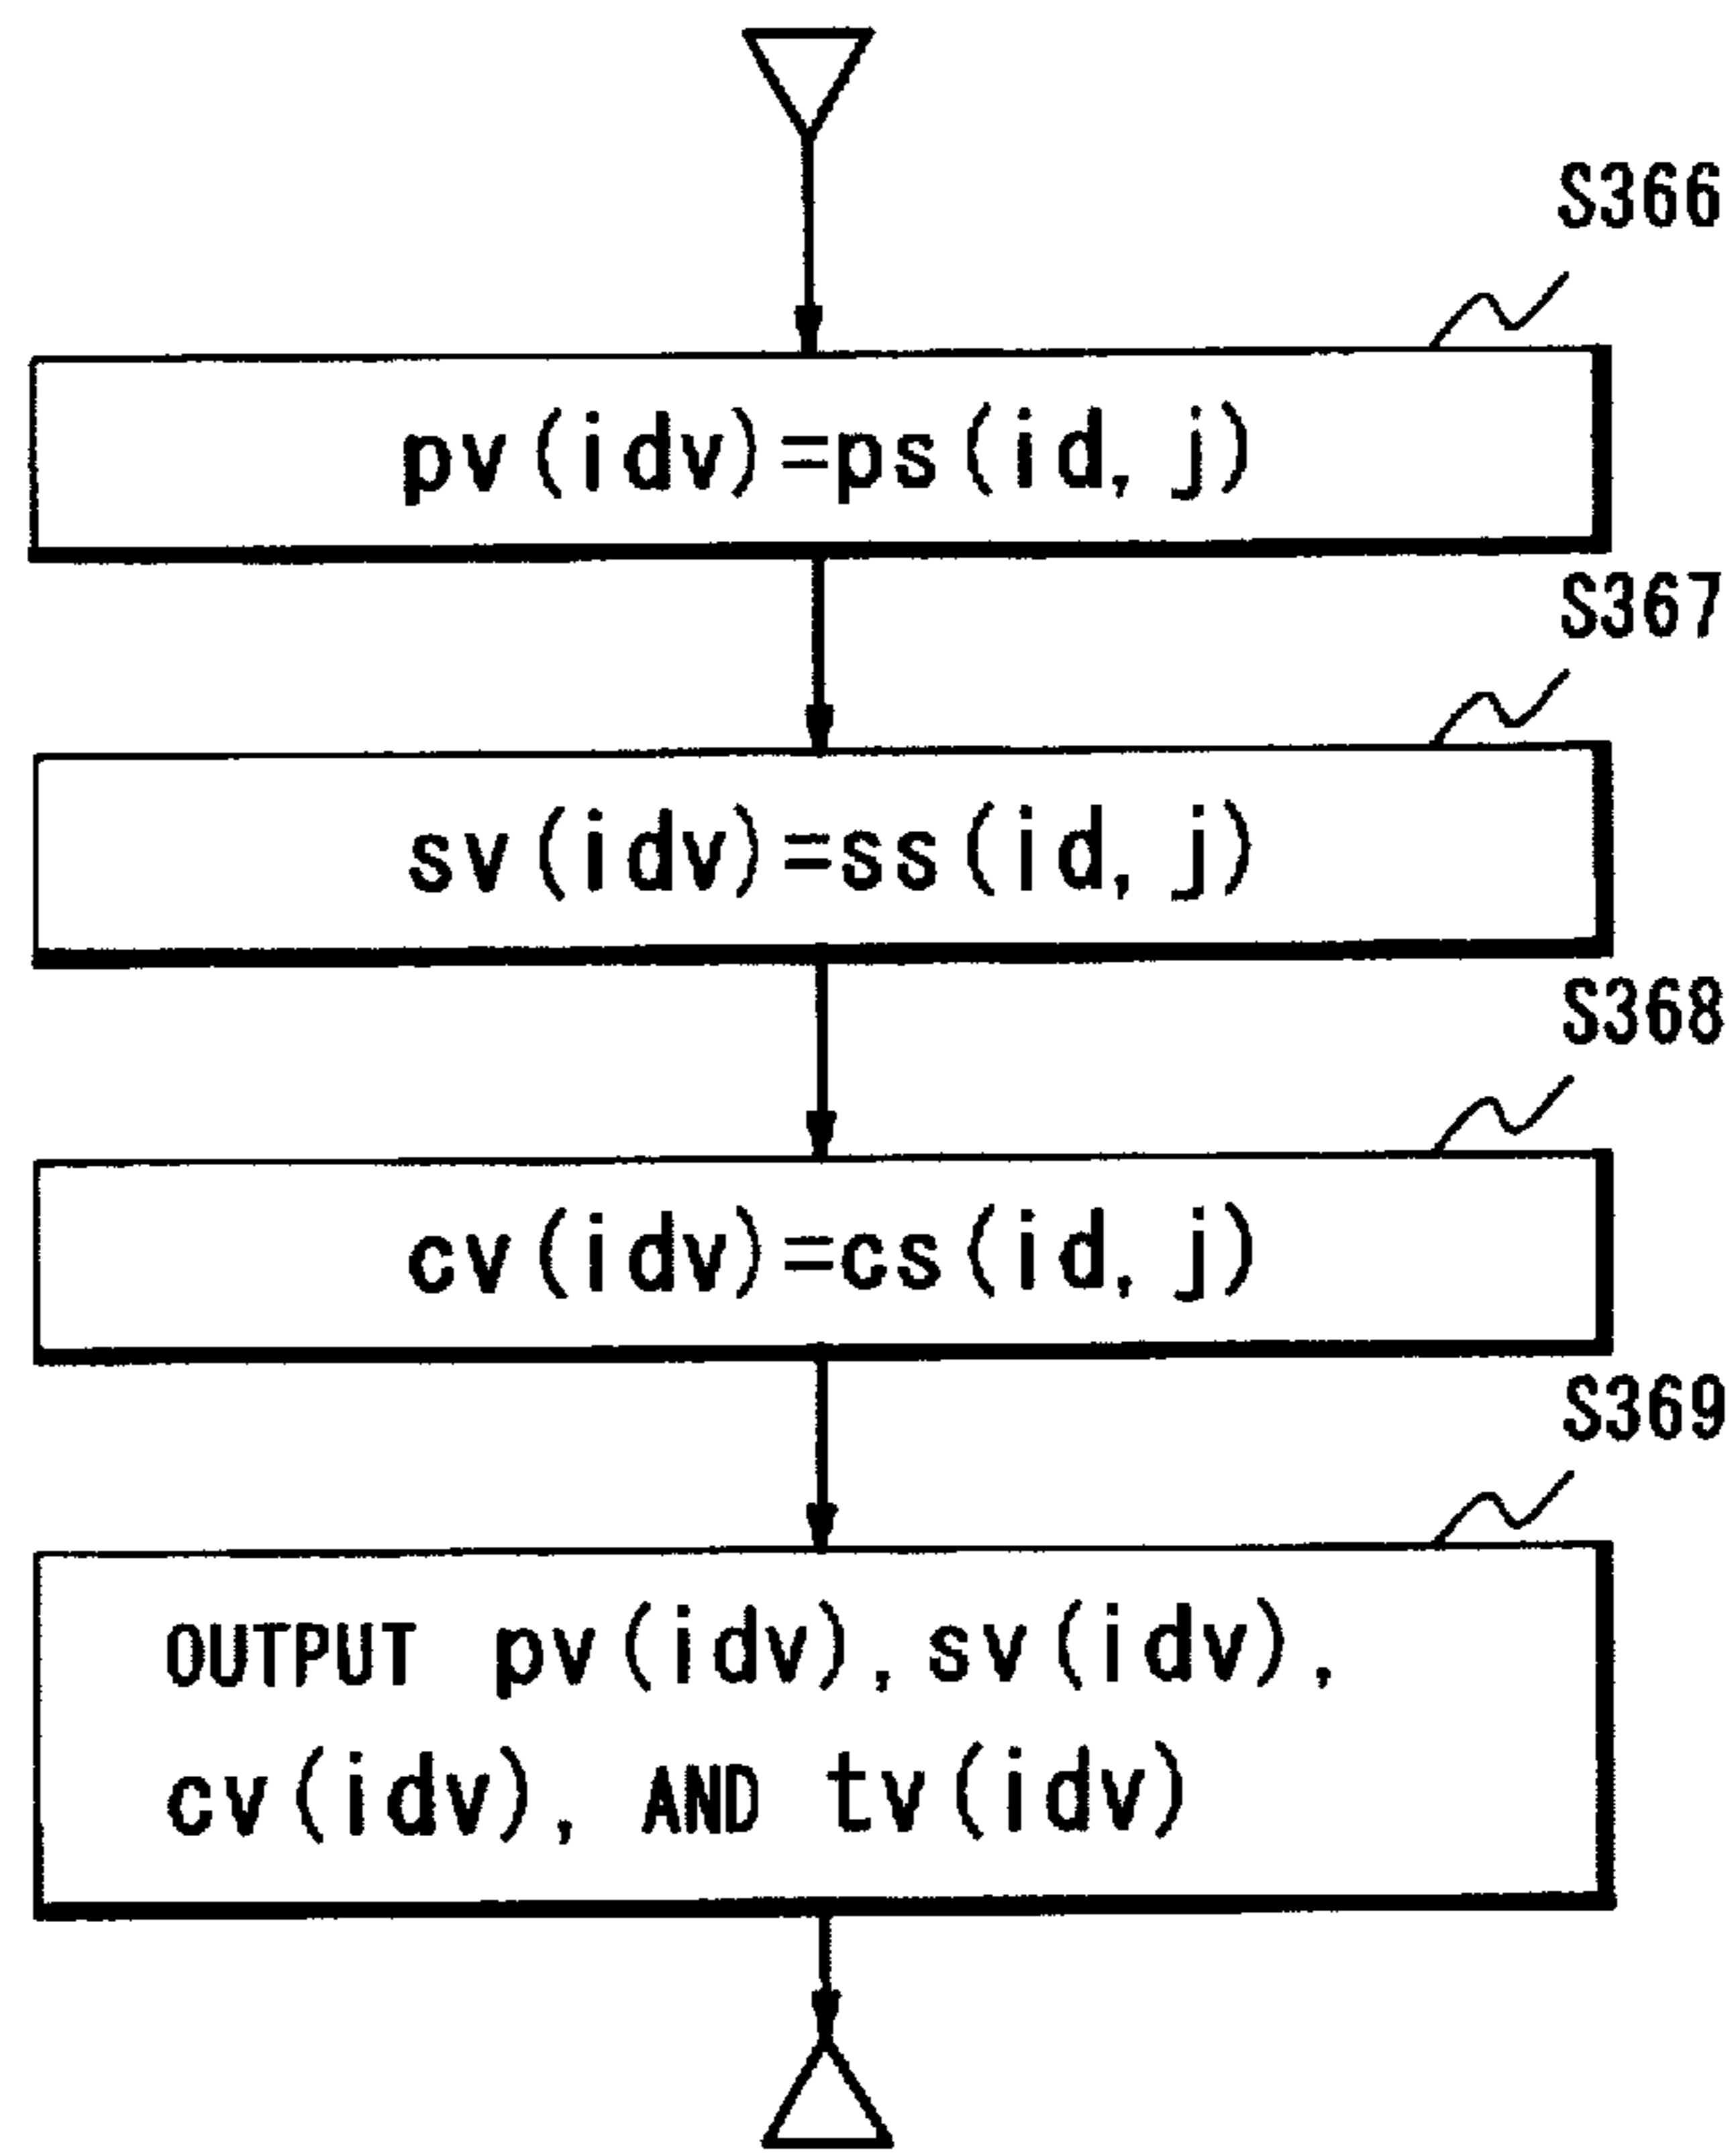 S366
pv(idv)=ps(id, j)
S367
sv(idv)=ss(id, j)
S368
cv(idv)=cs(id, j)
S369
OUTPUT pv(idv), sv(idv),
cv(idv), AND tv(idv)